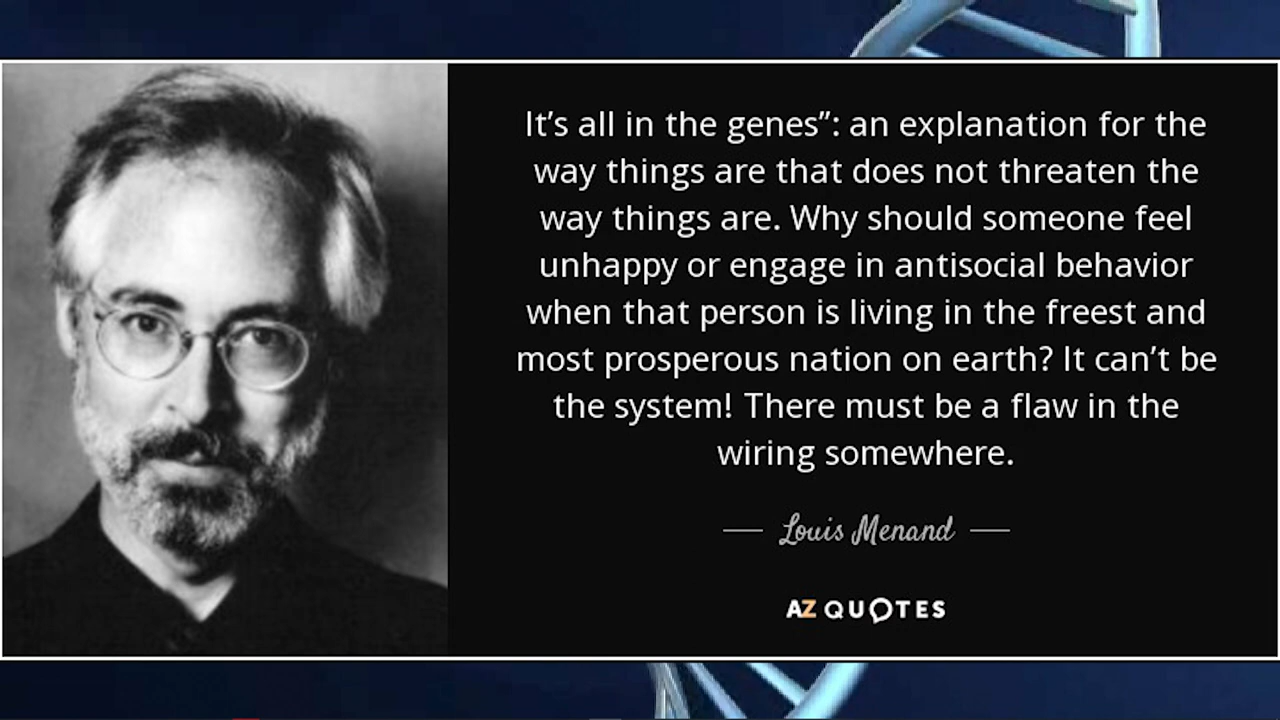 It’s all in the genes”: an explanation for the
way things are that does not threaten the
way things are. Why should someone feel
unhappy or engage in antisocial behavior
when that person is living in the freest and
most prosperous nation on earth? It can’t be
the system! There must be a flaw in the
wiring somewhere.
Louis Menand
AZ QUOTES